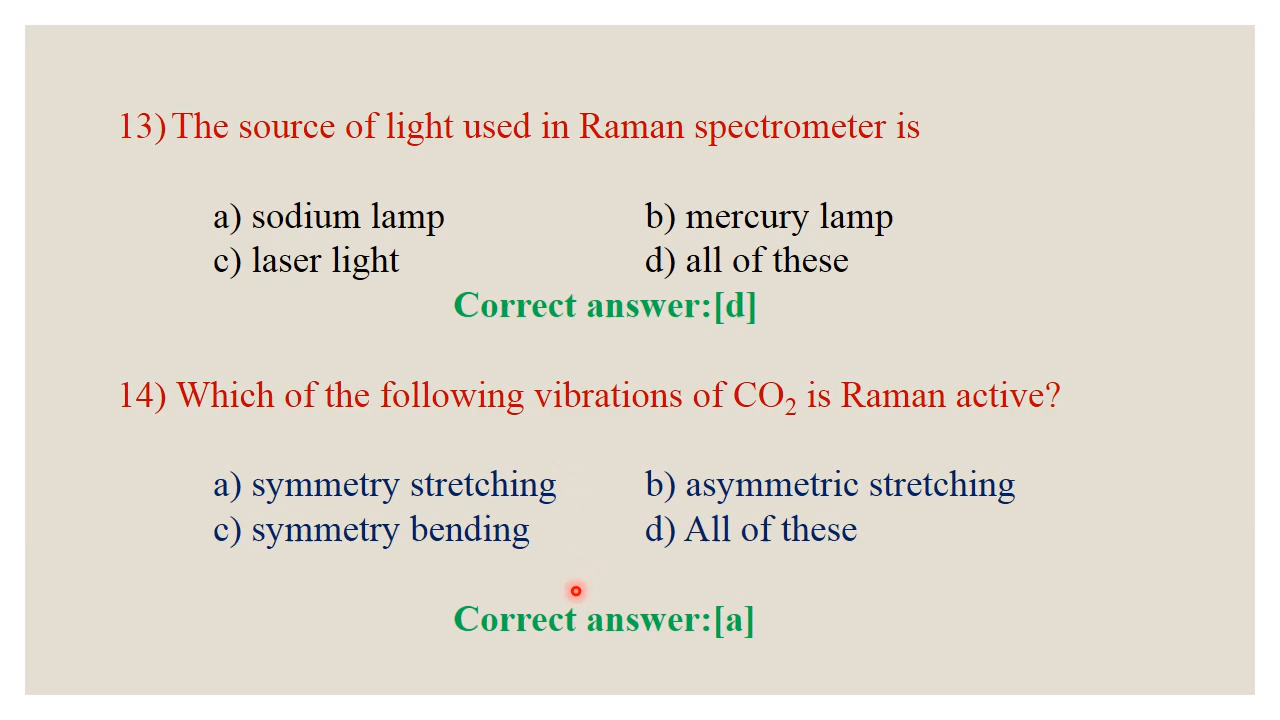 13) The source of light used in Raman spectrometer is
a) sodium lamp b) mercury lamp
c) laser light d) all of these
Correct answer:[d]
14) Which of the following vibrations of CO₂ is Raman active?
a) symmetry stretching b) asymmetric stretching
c) symmetry bending d) All of these
Correct answer:[a]